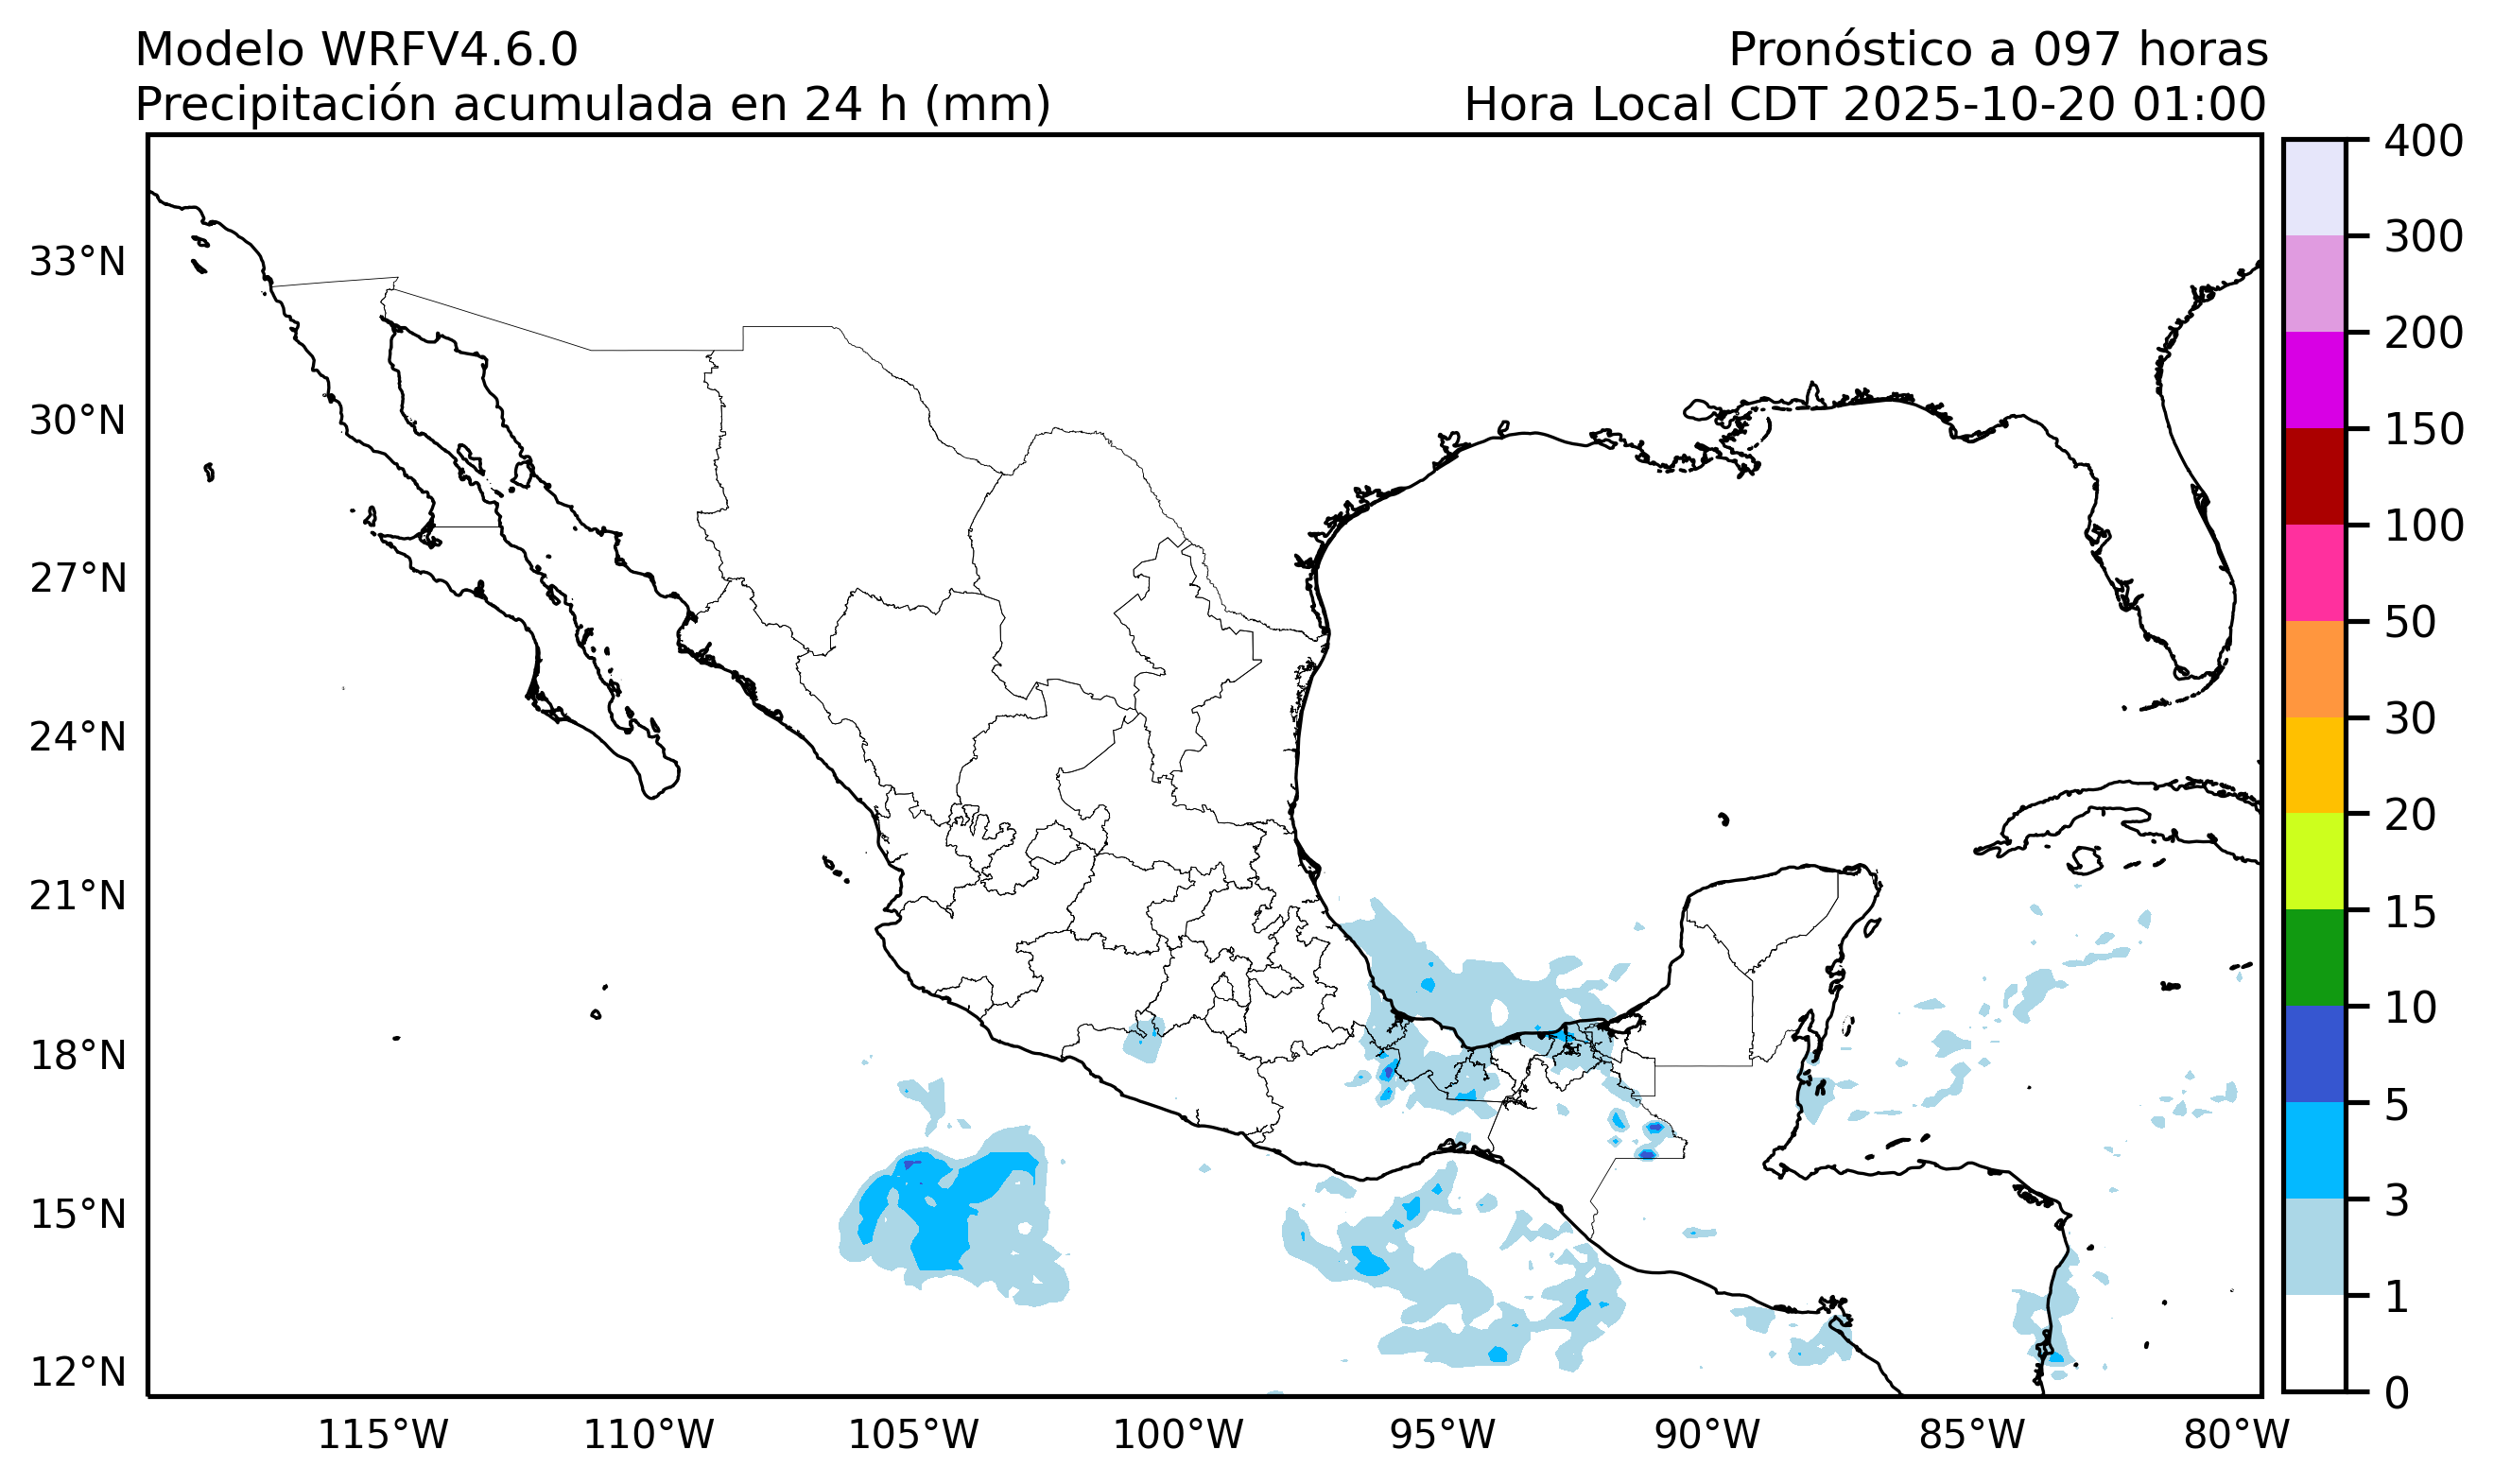 Modelo WRFV4.6.0
Pronóstico a 097 horas
Precipitación acumulada en 24 h (mm)
Hora Local CDT 2025-10-20 01:00
33°N
30°N
27°N
24°N
21°N
18°N
15°N
12°N
115°W
110°W
105°W
100°W
95°W
90°W
85°W
80°W
400
300
200
150
100
50
30
20
15
10
5
3
1
0